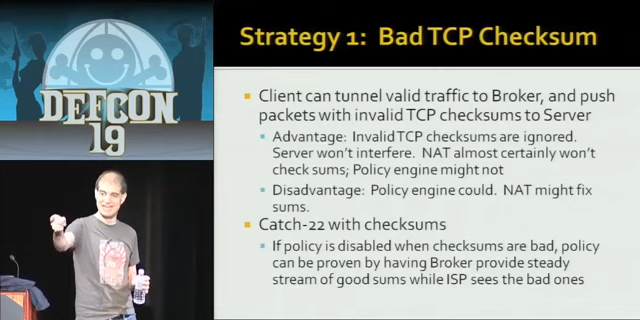 DEFCON
19
Strategy 1: Bad TCP Checksum
Client can tunnel valid traffic to Broker, and push
packets with invalid TCP checksums to Server
Advantage: Invalid TCP checksums are ignored.
Server won't interfere. NAT almost certainly won't
check sums; Policy engine might not
Disadvantage: Policy engine could. NAT might fix
sums.
Catch-22 with checksums
If policy is disabled when checksums are bad, policy
can be proven by having Broker provide steady
stream of good sums while ISP sees the bad ones